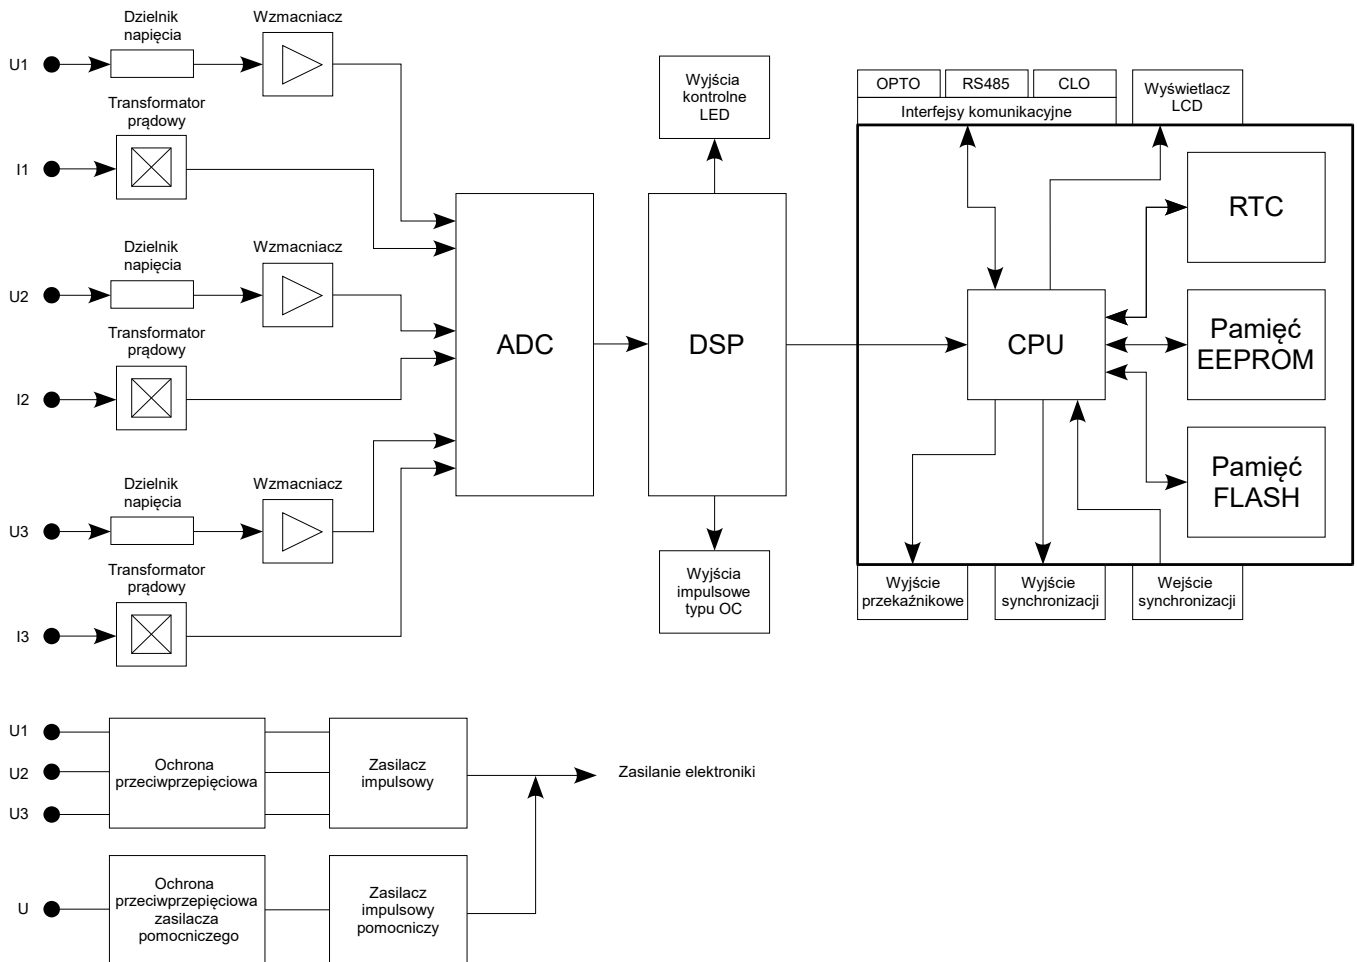 Dzielnik
napięcia
Wzmacniacz
U1
Transformator
prądowy
I1
Dzielnik
napięcia
Wzmacniacz
U2
Transformator
prądowy
I2
Dzielnik
napięcia
Wzmacniacz
U3
Transformator
prądowy
I3
ADC
Wyjścia
kontrolne
LED
DSP
Wyjścia
impulsowe
typu OC
OPTO
RS485
CLO
Interfejsy komunikacyjne
Wyświetlacz
LCD
RTC
CPU
Pamięć
EEPROM
Pamięć
FLASH
Wyjście
przekaźnikowe
Wyjście
synchronizacji
Wejście
synchronizacji
U1
U2
U3
Ochrona
przeciwprzepięciowa
Zasilacz
impulsowy
Zasilanie elektroniki
U
Ochrona
przeciwprzepięciowa
zasilacza
pomocniczego
Zasilacz
impulsowy
pomocniczy